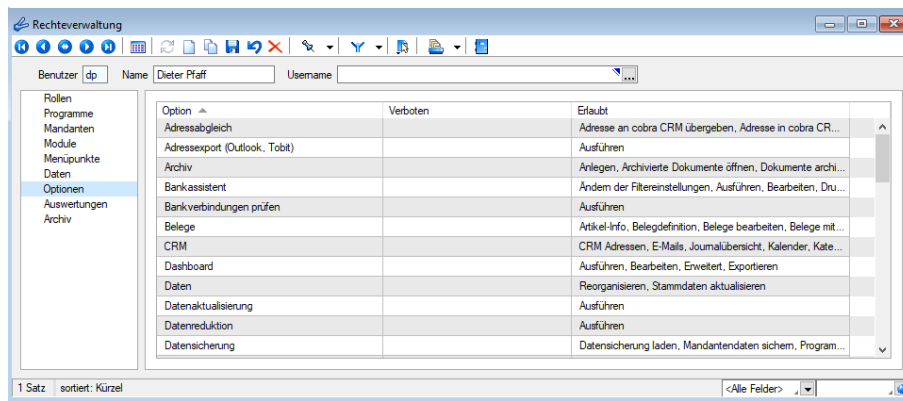 Rechteverwaltung
Benutzer dp Name Dieter Pfaff Username ...
Rollen
Programme
Mandanten
Module
Menüpunkte
Daten
Optionen
Auswertungen
Archiv
Option Verboten Erlaubt
Adressabgleich Adresse an cobra CRM übergeben, Adresse in cobra CR...
Adressexport (Outlook, Tobit) Ausführen
Archiv Anlegen, Archivierte Dokumente öffnen, Dokumente archi...
Bankassistent Ändern der Filtereinstellungen, Ausführen, Bearbeiten, Dru...
Bankverbindungen prüfen Ausführen
Belege Artikel-Info, Belegdefinition, Belege bearbeiten, Belege mit...
CRM CRM Adressen, E-Mails, Journalübersicht, Kalender, Kate...
Dashboard Ausführen, Bearbeiten, Erweitert, Exportieren
Daten Reorganisieren, Stammdaten aktualisieren
Datenaktualisierung Ausführen
Datenreduktion Ausführen
Datensicherung Datensicherung laden, Mandantendaten sichern, Program...
1 Satz sortiert: Kürzel <Alle Felder>